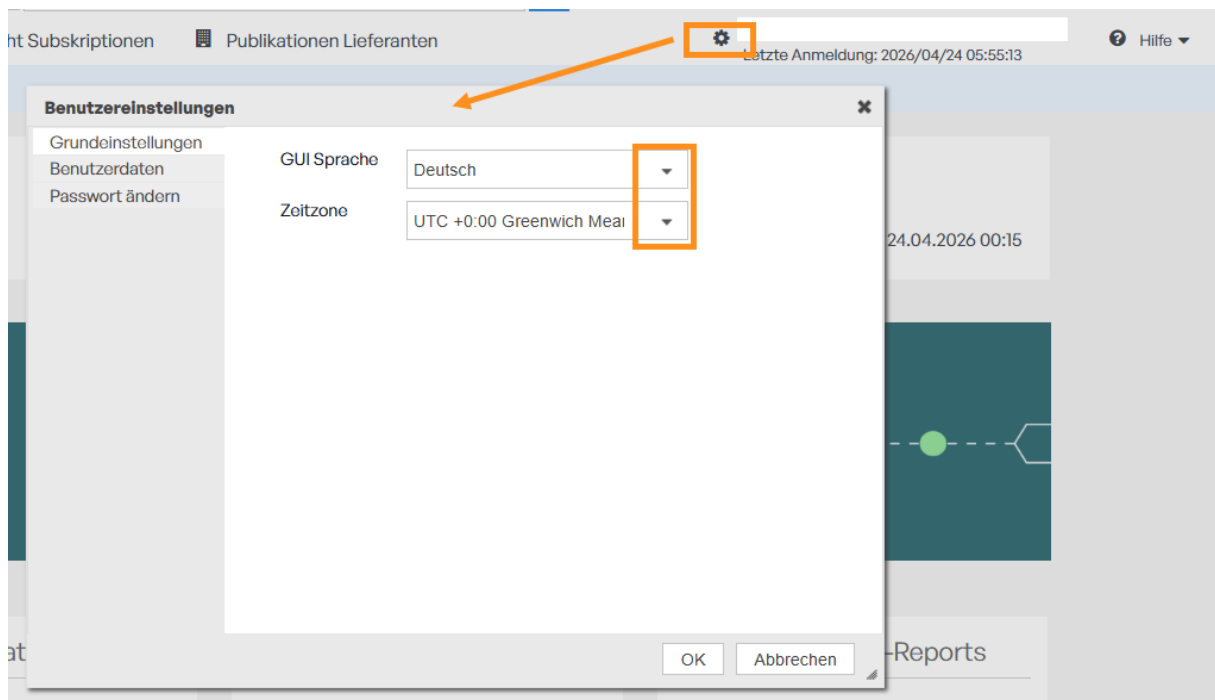 ht Subskriptionen Publikationen Lieferanten Hilfe
Letzte Anmeldung: 2026/04/24 05:55:13
Benutzereinstellungen
Grundeinstellungen
Benutzerdaten
Passwort ändern
GUI Sprache Deutsch
Zeitzone UTC +0:00 Greenwich Mear
24.04.2026 00:15
at
-Reports
OK Abbrechen